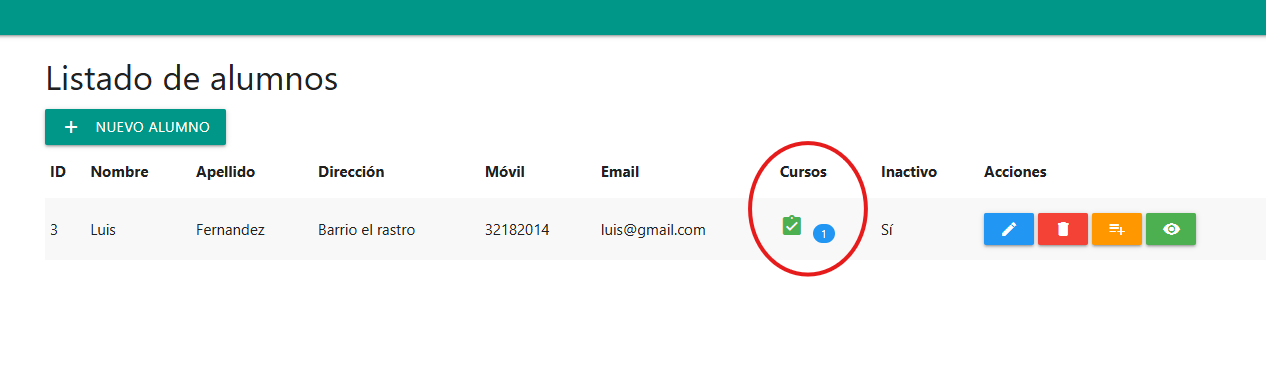 Listado de alumnos
+ NUEVO ALUMNO
ID Nombre Apellido Dirección Móvil Email Cursos Inactivo Acciones
3 Luis Fernandez Barrio el rastro 32182014 luis@gmail.com 1 Sí